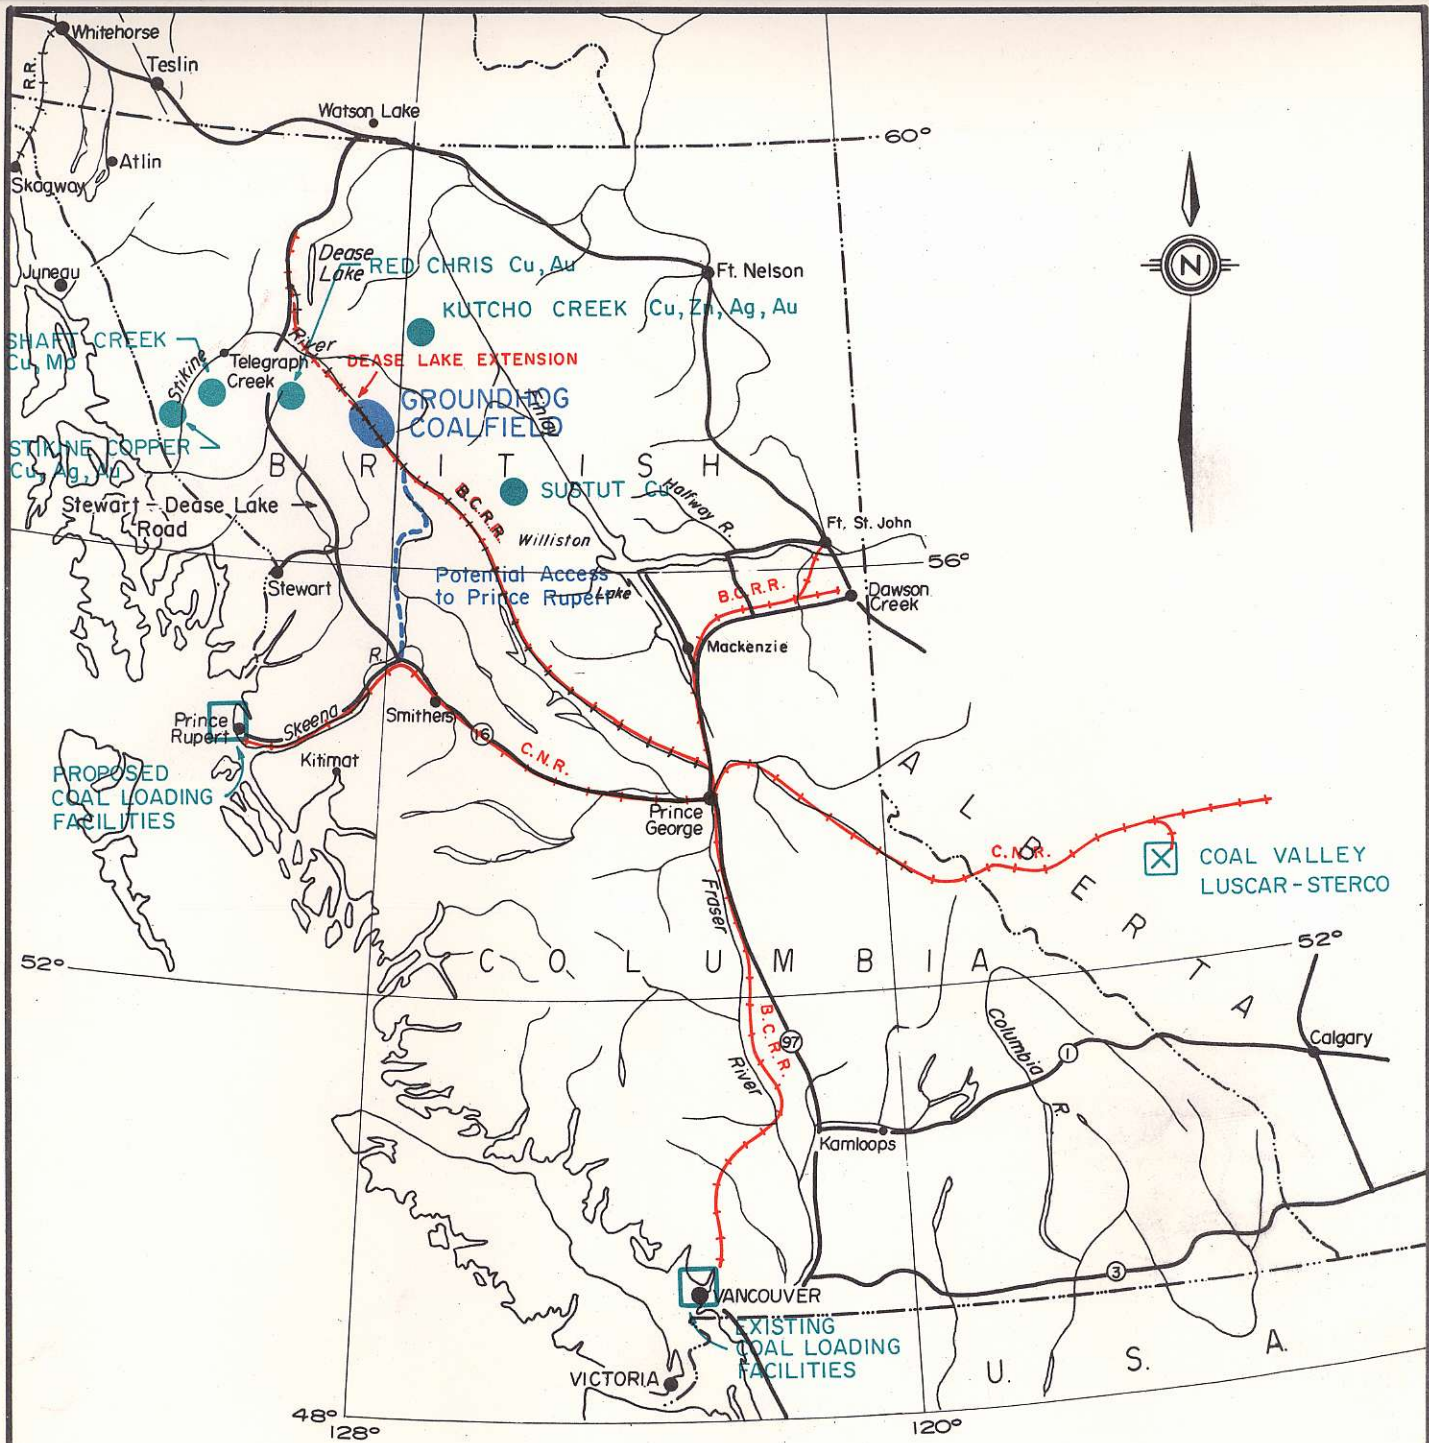 Whitehorse
R.R.
Teslin
Watson Lake
60°
Atlin
Skagway
N
Dease
Lake
RED CHRIS Cu, Au
Juneau
Ft. Nelson
KUTCHO CREEK Cu, Zn, Ag, Au
SHAFT CREEK
Cu, Mo
River
Stikine
Telegraph
Creek
DEASE LAKE EXTENSION
GROUNDHOG
COALFIELD
Finlay
STIKINE COPPER
Cu, Ag, Au
BRITISH
B.C.R.R.
SUSTUT Cu
Halfway R.
Stewart - Dease Lake
Road
Ft. St. John
Williston
Lake
56°
Potential Access
to Prince Rupert
Stewart
B.C.R.R.
Dawson
Creek
Mackenzie
R.
Skeena
Smithers
Prince
Rupert
16
C.N.R.
Kitimat
PROPOSED
COAL LOADING
FACILITIES
Prince
George
ALBERTA
C.N.R.
COAL VALLEY
LUSCAR-STERCO
Fraser
52°
COLUMBIA
52°
B.C.R.R.
97
River
Columbia
R.
1
Calgary
Kamloops
3
VANCOUVER
EXISTING
COAL LOADING
FACILITIES
VICTORIA
U. S. A.
48°
128°
120°